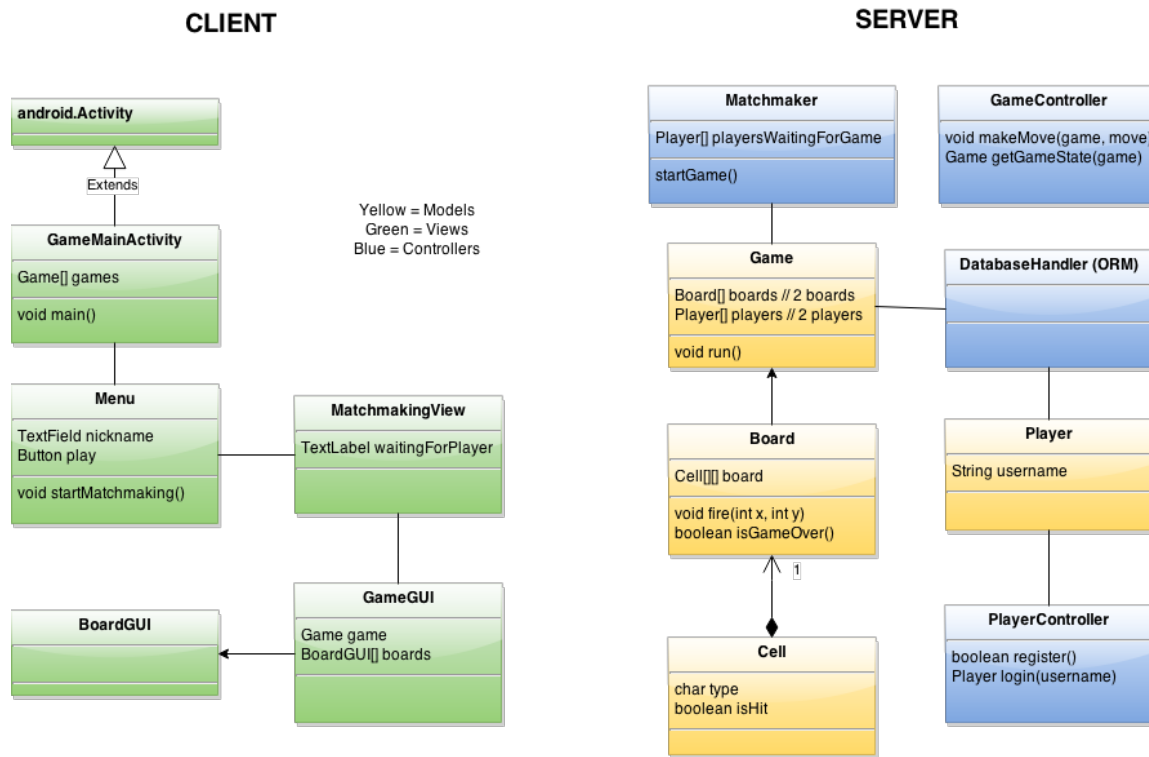 CLIENT
android.Activity
Extends
GameMainActivity
Game[] games
void main()
Yellow = Models
Green = Views
Blue = Controllers
Menu
TextField nickname
Button play
void startMatchmaking()
MatchmakingView
TextLabel waitingForPlayer
GameGUI
Game game
BoardGUI[] boards
BoardGUI
SERVER
Matchmaker
Player[] playersWaitingForGame
startGame()
GameController
void makeMove(game, move)
Game getGameState(game)
Game
Board[] boards // 2 boards
Player[] players // 2 players
void run()
DatabaseHandler (ORM)
Board
Cell[][] board
void fire(int x, int y)
boolean isGameOver()
1
Player
String username
Cell
char type
boolean isHit
PlayerController
boolean register()
Player login(username)